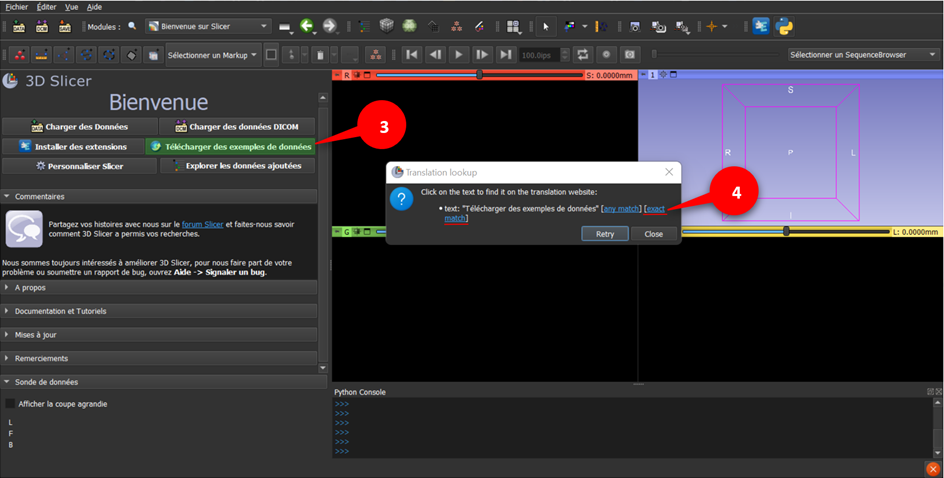 Fichier Éditer Vue Aide
DATA DCM SAVE Modules : Bienvenue sur Slicer
Sélectionner un Markup 100.0ips Sélectionner un SequenceBrowser
3D Slicer
Bienvenue
Charger des Données Charger des données DICOM
Installer des extensions Télécharger des exemples de données
Personnaliser Slicer Explorer les données ajoutées
Commentaires
Partagez vos histoires avec nous sur le forum Slicer et faites-nous savoir
comment 3D Slicer a permis vos recherches.
Nous sommes toujours intéressés à améliorer 3D Slicer, pour nous faire part de votre
problème ou soumettre un rapport de bug, ouvrez Aide -> Signaler un bug.
A propos
Documentation et Tutoriels
Mises à jour
Remerciements
Sonde de données
Afficher la coupe agrandie
L
F
B
R S: 0.0000mm
1
S
R P L
I
3
Translation lookup
Click on the text to find it on the translation website:
• text: "Télécharger des exemples de données" [any match] [exact
match]
Retry Close
4
G
L: 0.0000mm
Python Console
>>>
>>>
>>>
>>>
>>>
>>>